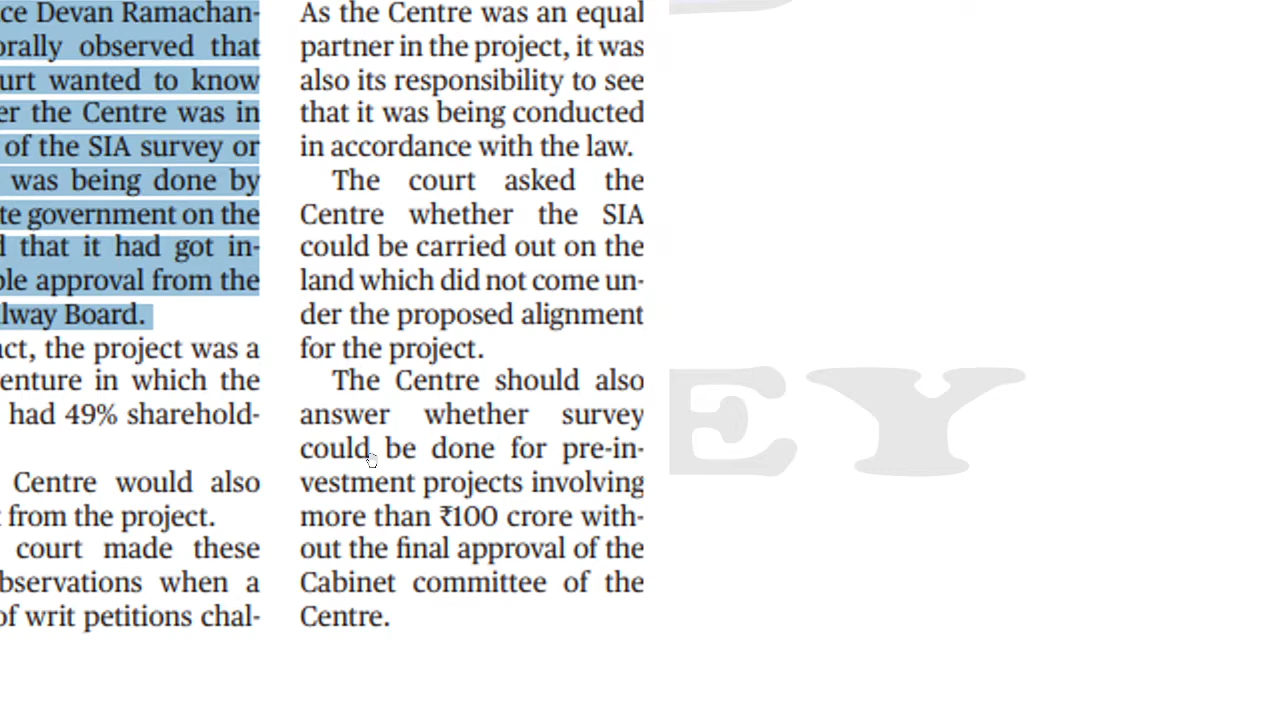 ce Devan Ramachan-
orally observed that
urt wanted to know
er the Centre was in
of the SIA survey or
was being done by
te government on the
d that it had got in-
ple approval from the
lway Board.
act, the project was a
enture in which the
had 49% sharehold-
Centre would also
from the project.
court made these
bservations when a
of writ petitions chal-
As the Centre was an equal
partner in the project, it was
also its responsibility to see
that it was being conducted
in accordance with the law.
The court asked the
Centre whether the SIA
could be carried out on the
land which did not come un-
der the proposed alignment
for the project.
The Centre should also
answer whether survey
could be done for pre-in-
vestment projects involving
more than ₹100 crore with-
out the final approval of the
Cabinet committee of the
Centre.
EY